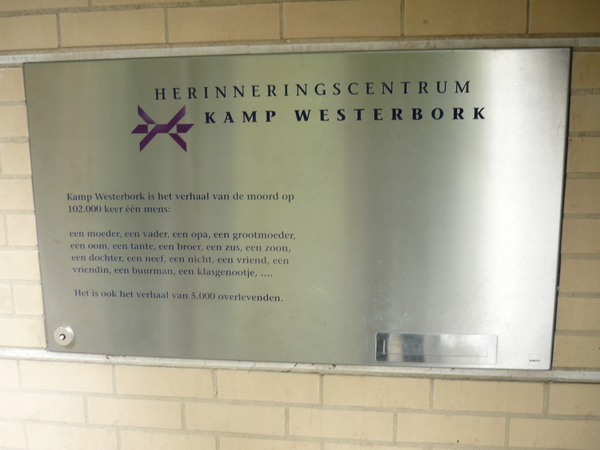 HERINNERINGSCENTRUM
KAMP WESTERBORK
Kamp Westerbork is het verhaal van de moord op
102.000 keer één mens:
een moeder, een vader, een opa, een grootmoeder,
een oom, een tante, een broer, een zus, een zoon,
een dochter, een neef, een nicht, een vriend, een
vriendin, een buurman, een klasgenootje, ....
Het is ook het verhaal van 5.000 overlevenden.